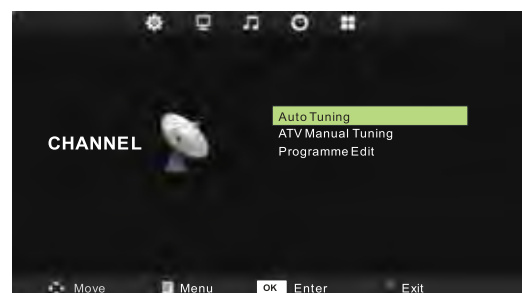 Auto Tuning
ATV Manual Tuning
CHANNEL
Programme Edit
Move Menu OK Enter Exit